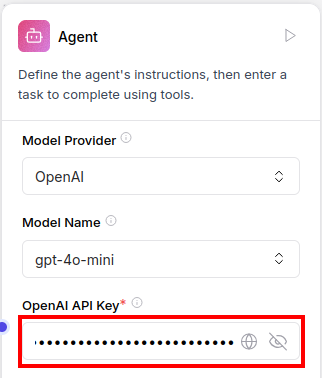 Agent
Define the agent's instructions, then enter a
task to complete using tools.
Model Provider
OpenAI
Model Name
gpt-4o-mini
OpenAI API Key*
••••••••••••••••••••••••••